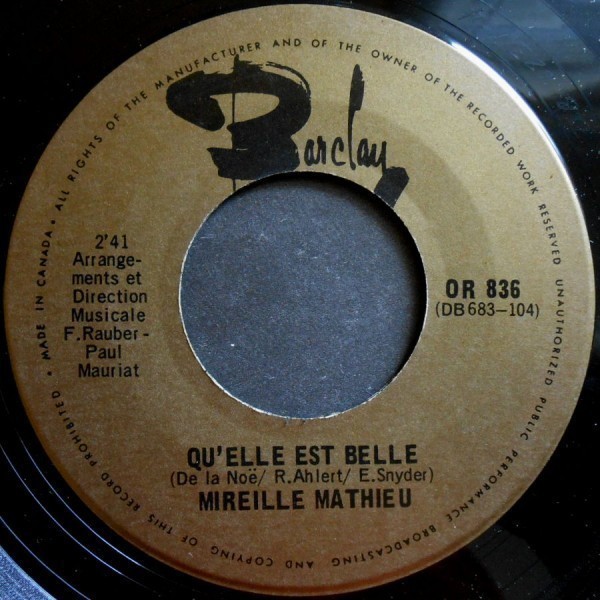 Barclay
2'41
Arrange-
ments et
Direction
Musicale
F.Rauber-
Paul
Mauriat
OR 836
(DB683-104)
QU'ELLE EST BELLE
(De la Noë/ R.Ahlert/ E.Snyder)
MIREILLE MATHIEU
• MADE IN CANADA • ALL RIGHTS OF THE MANUFACTURER AND OF THE OWNER OF THE RECORDED WORK RESERVED UNAUTHORIZED PUBLIC PERFORMANCE BROADCASTING AND COPYING OF THIS RECORD PROHIBITED